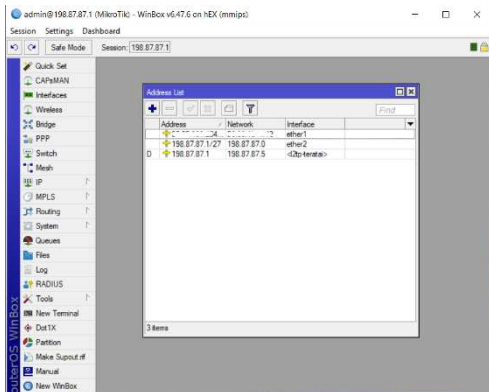 admin@198.87.87.1 (MikroTik) - WinBox v6.47.6 on hEX (mmips)
Session Settings Dashboard
Safe Mode Session: 198.87.87.1
Quick Set
CAPsMAN
Interfaces
Wireless
Bridge
PPP
Switch
Mesh
IP
MPLS
Routing
System
Queues
Files
Log
RADIUS
Tools
New Terminal
Dot1X
Partition
Make Supout.rif
Manual
New WinBox
RouterOS WinBox
Address List
Find
Address Network Interface
ether1
198.87.87.1/27 198.87.87.0 ether2
D 198.87.87.1 198.87.87.5 <l2tp-teratai>
3 items